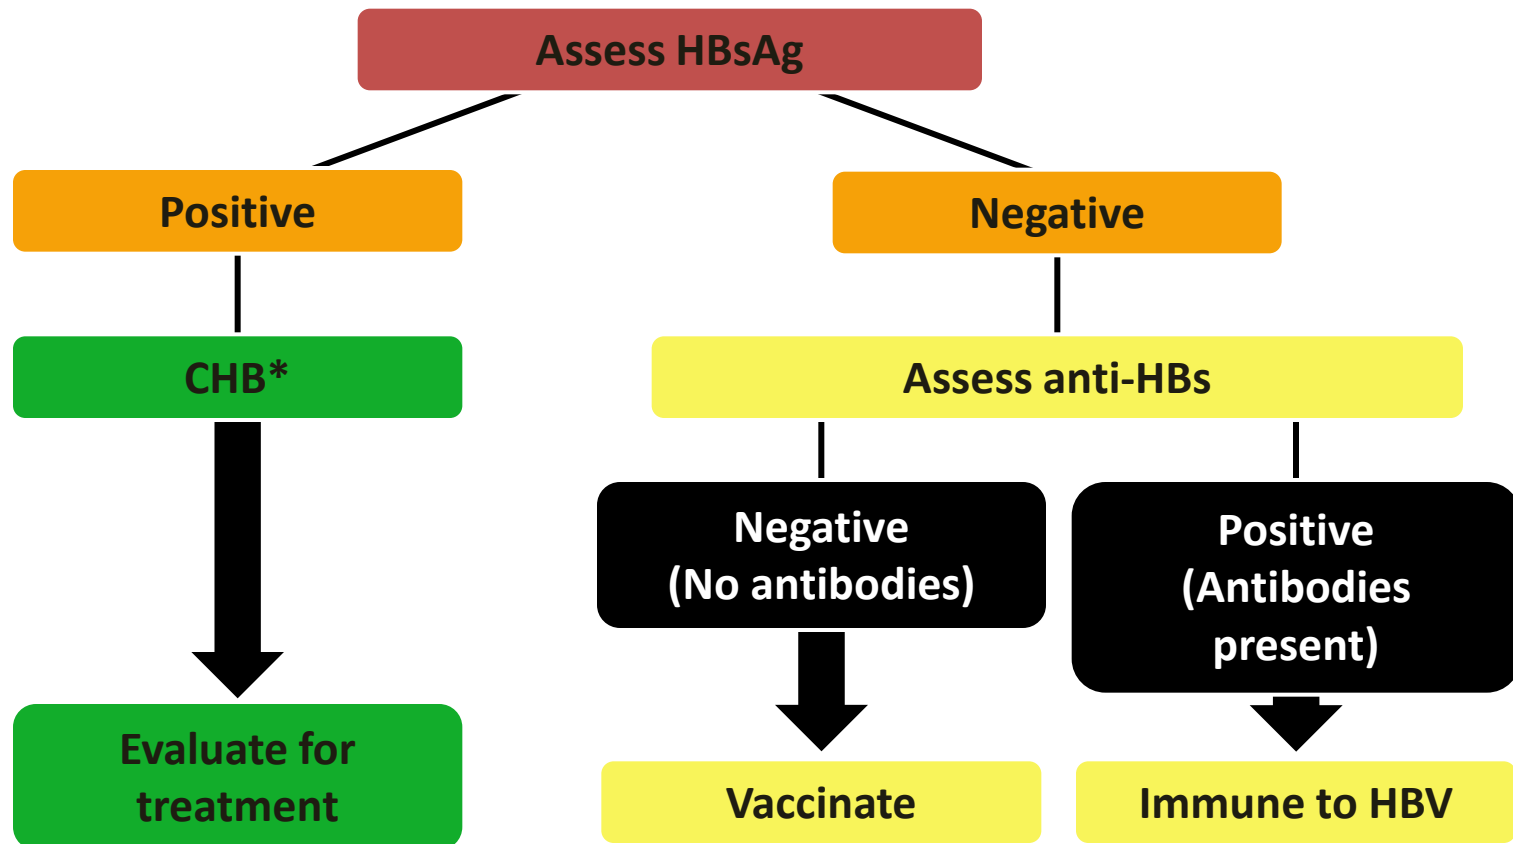 Assess HBsAg
Positive
Negative
CHB*
Assess anti-HBs
Negative
(No antibodies)
Positive
(Antibodies
present)
Evaluate for
treatment
Vaccinate
Immune to HBV